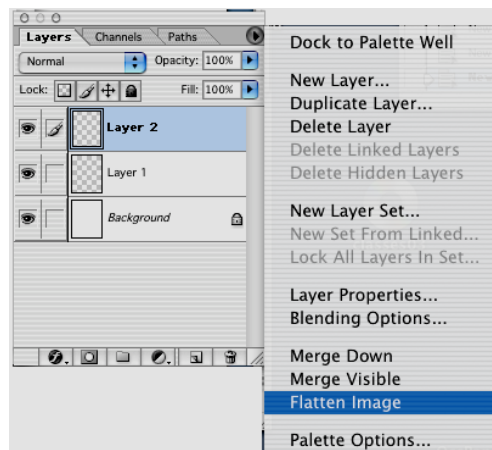 Layers Channels Paths
Normal Opacity: 100%
Lock: Fill: 100%
Layer 2
Layer 1
Background
Dock to Palette Well
New Layer...
Duplicate Layer...
Delete Layer
Delete Linked Layers
Delete Hidden Layers
New Layer Set...
New Set From Linked...
Lock All Layers In Set...
Layer Properties...
Blending Options...
Merge Down
Merge Visible
Flatten Image
Palette Options...